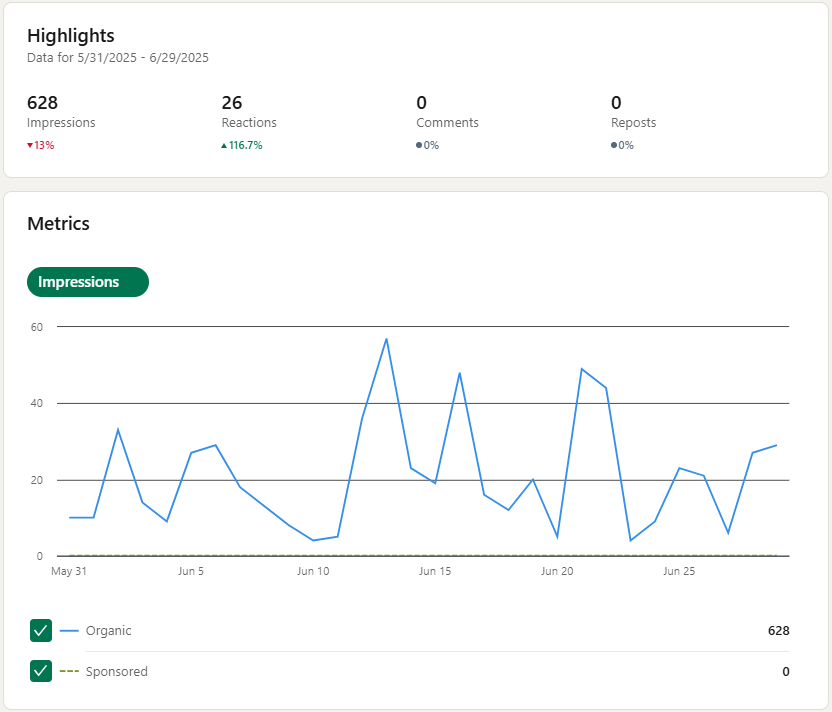 Highlights
Data for 5/31/2025 - 6/29/2025
628 26 0 0
Impressions Reactions Comments Reposts
▼13% ▲116.7% ●0% ●0%
Metrics
Impressions
60
40
20
0
May 31 Jun 5 Jun 10 Jun 15 Jun 20 Jun 25
Organic 628
Sponsored 0